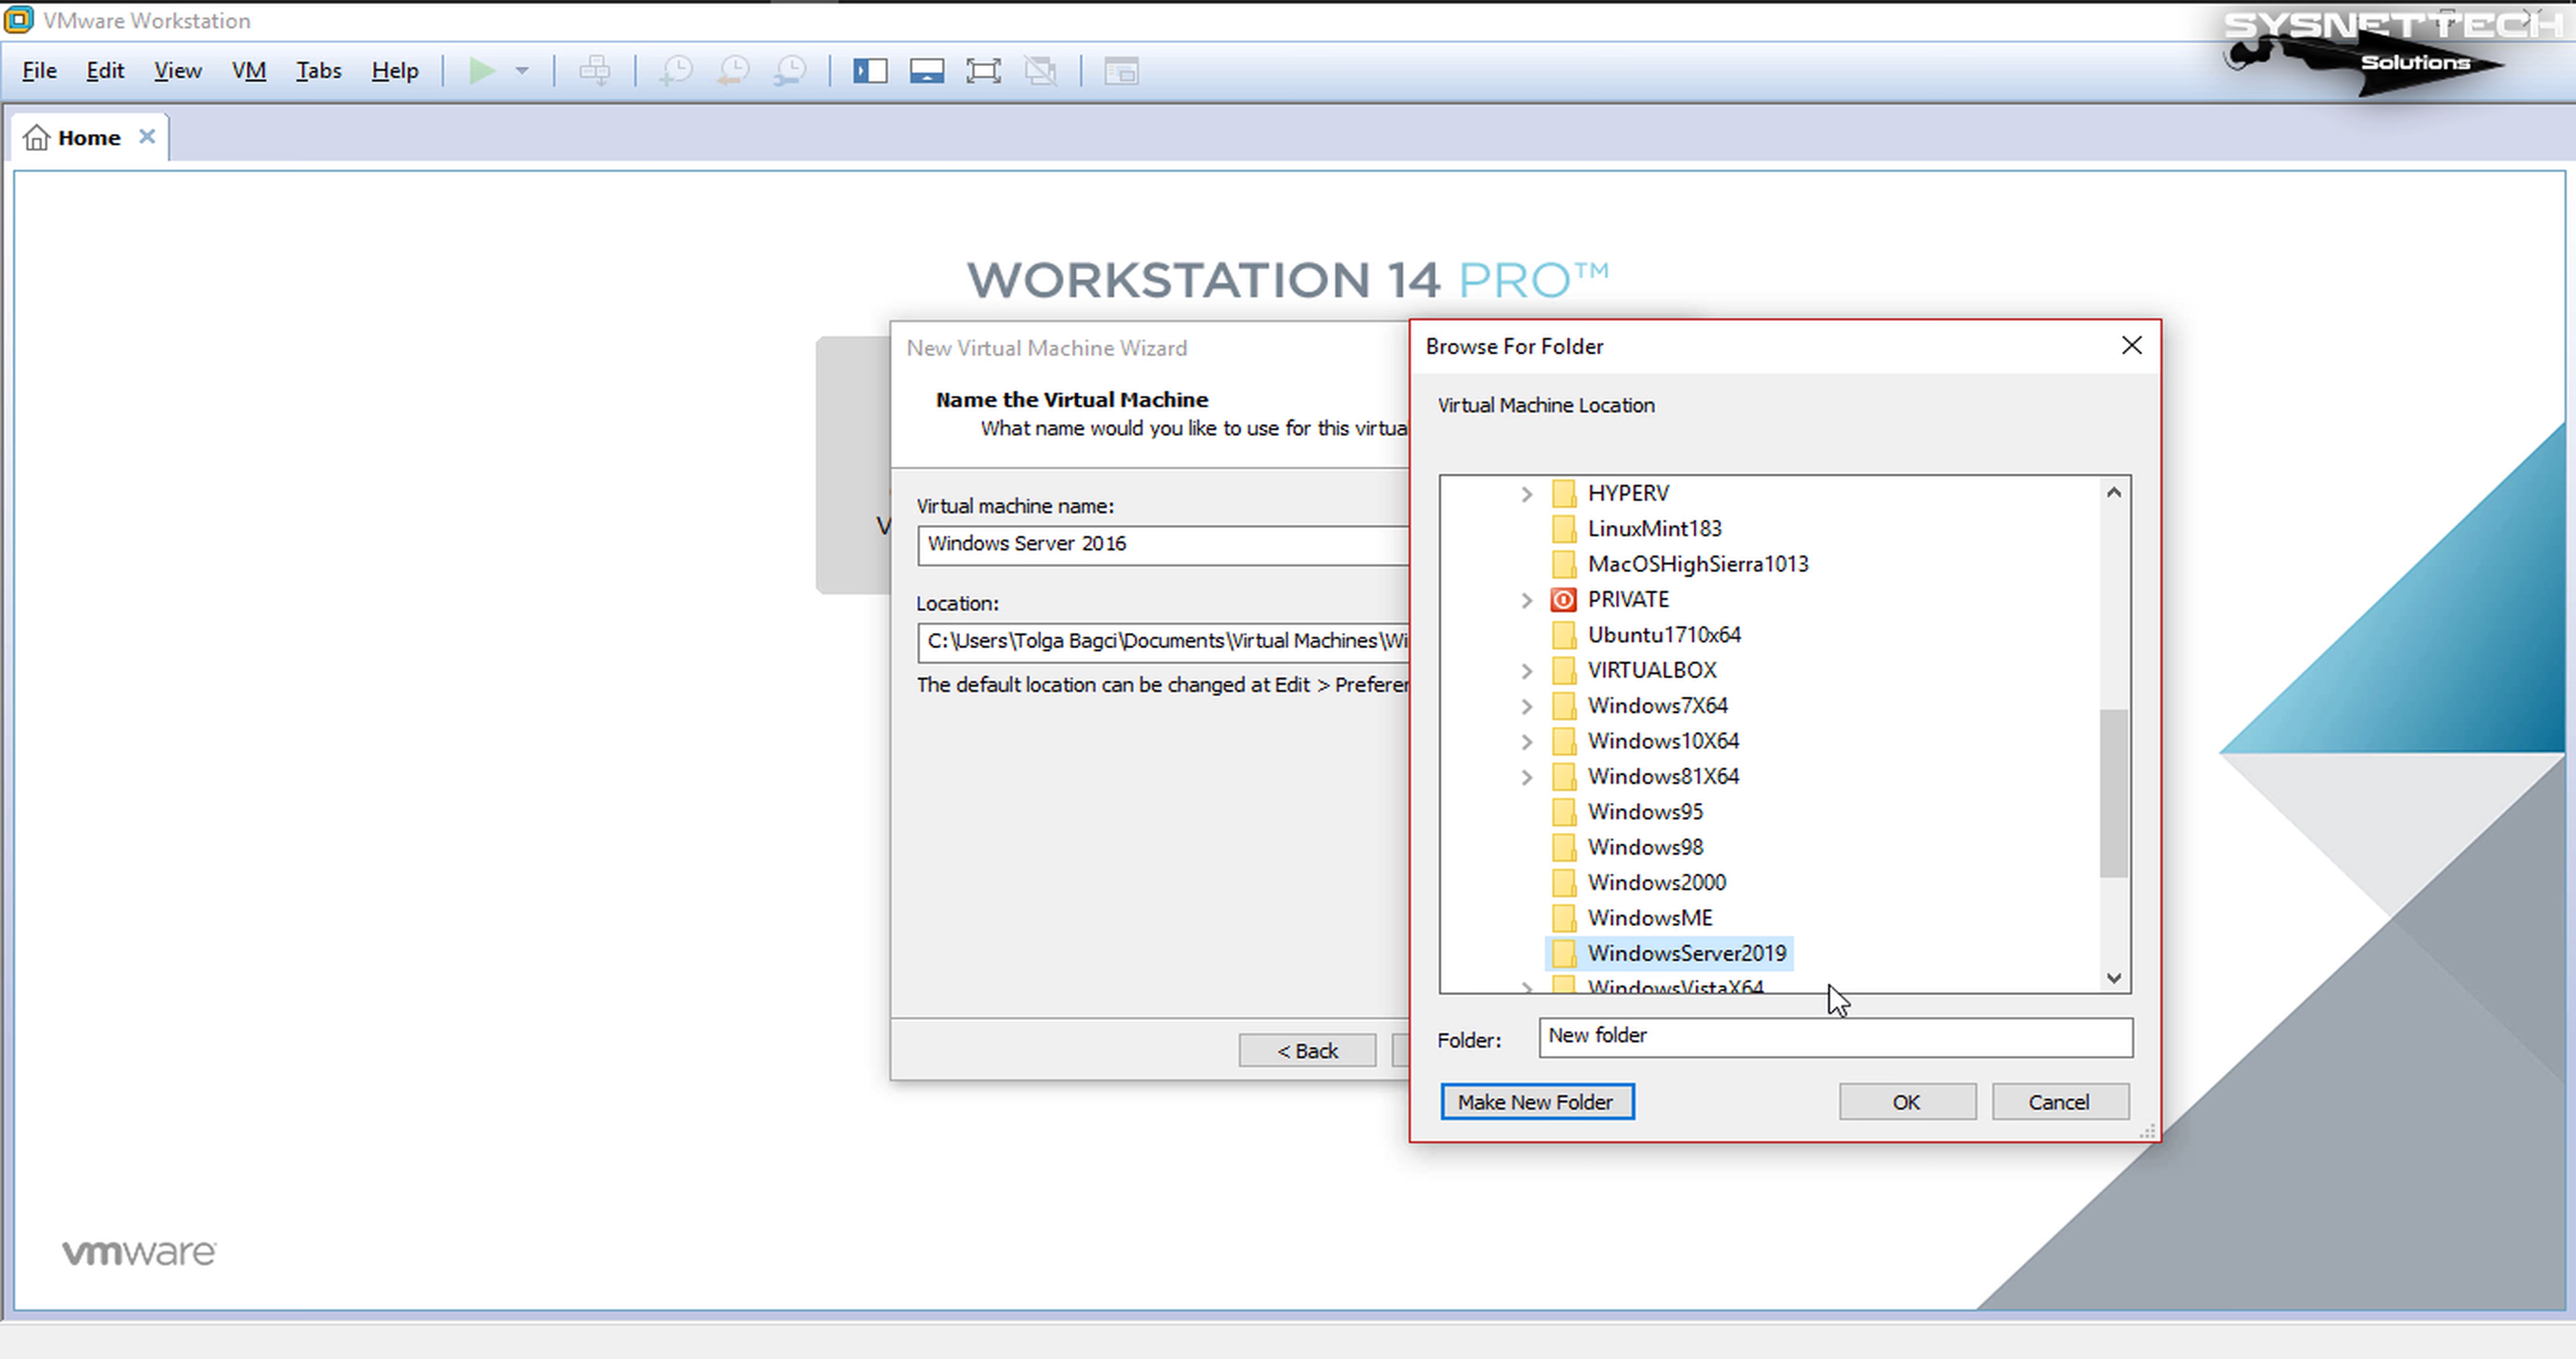 VMware Workstation
SYSNETTECH
Solutions
File Edit View VM Tabs Help
Home
WORKSTATION 14 PRO™
New Virtual Machine Wizard
Name the Virtual Machine
What name would you like to use for this virtua
Virtual machine name:
Windows Server 2016
Location:
C:\Users\Tolga Bagci\Documents\Virtual Machines\Wi
The default location can be changed at Edit > Prefere
< Back
V
Browse For Folder
Virtual Machine Location
HYPERV
LinuxMint183
MacOSHighSierra1013
PRIVATE
Ubuntu1710x64
VIRTUALBOX
Windows7X64
Windows10X64
Windows81X64
Windows95
Windows98
Windows2000
WindowsME
WindowsServer2019
WindowsVistaX64
Folder: New folder
Make New Folder OK Cancel
vmware